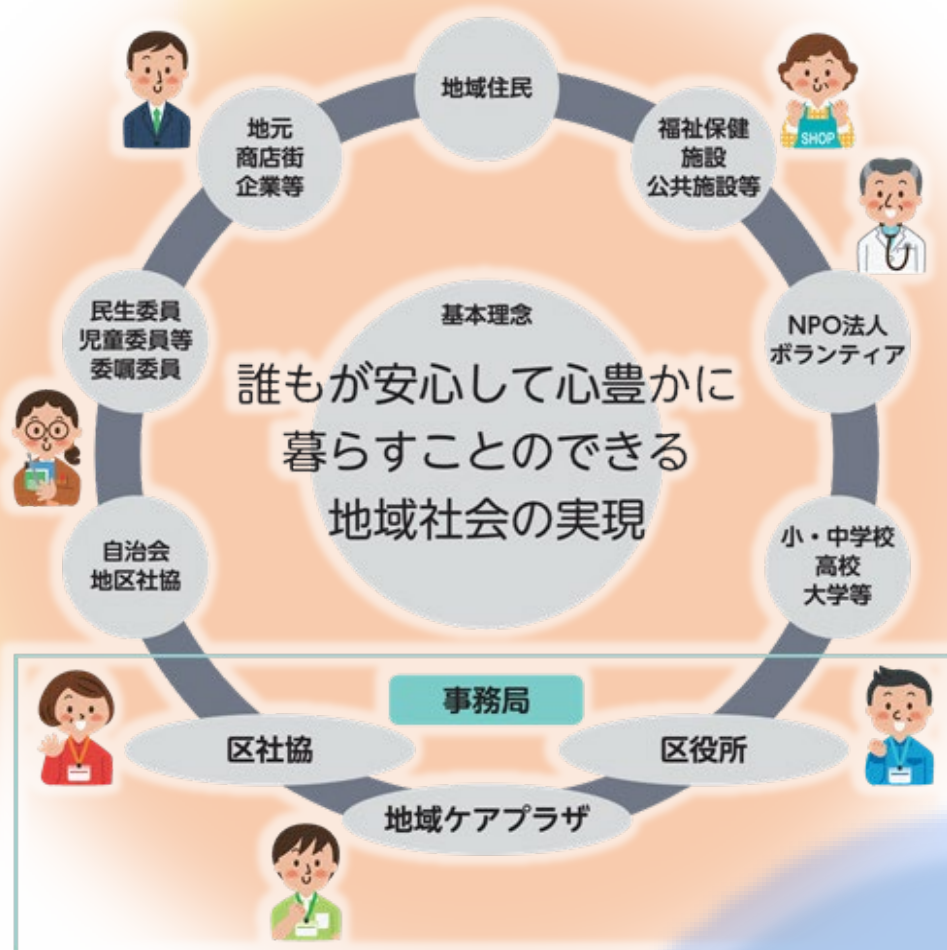 地域住民
地元
商店街
企業等
福祉保健
施設
公共施設等
SHOP
民生委員
児童委員等
委嘱委員
NPO法人
ボランティア
基本理念
誰もが安心して心豊かに
暮らすことのできる
地域社会の実現
自治会
地区社協
小・中学校
高校
大学等
事務局
区社協
区役所
地域ケアプラザ